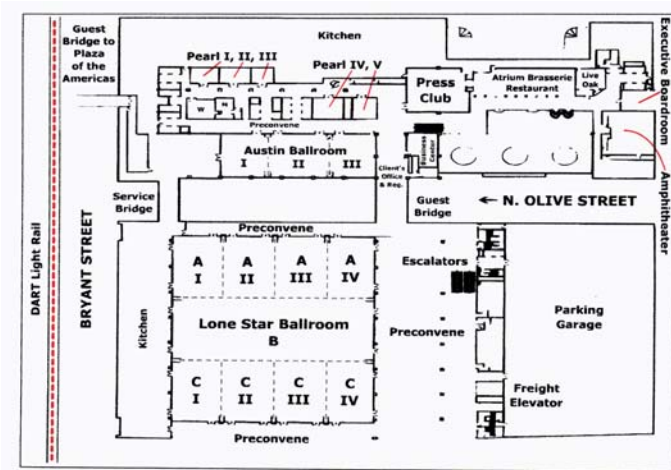 Guest
Bridge to
Plaza
of the
Americas
Kitchen
Pearl I, II, III
Pearl IV, V
Press
Club
Atrium Brasserie
Restaurant
Live
Oak
Executive Boardroom
W
M
Preconvene
Austin Ballroom
I II III
Business
Center
Client's
Office
& Reg.
Amphitheater
Service
Bridge
Guest
Bridge
← N. OLIVE STREET
DART Light Rail
BRYANT STREET
Preconvene
A
I
A
II
A
III
A
IV
Escalators
Kitchen
Lone Star Ballroom
B
Preconvene
Parking
Garage
C
I
C
II
C
III
C
IV
Freight
Elevator
Preconvene